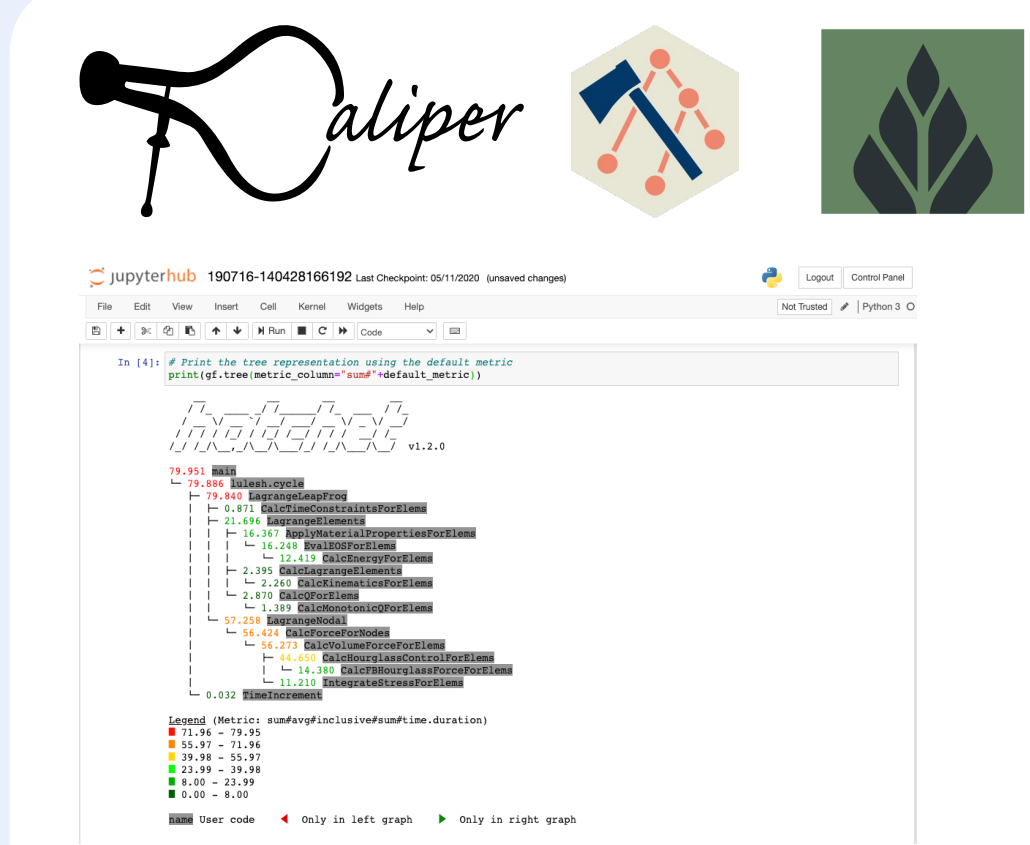 Caliper
jupyterhub 190716-140428166192 Last Checkpoint: 05/11/2020 (unsaved changes)
Logout Control Panel
File Edit View Insert Cell Kernel Widgets Help
Not Trusted Python 3
Run Code
In [4]: # Print the tree representation using the default metric
print(gf.tree(metric_column="sum#"+default_metric))
hatchet v1.2.0
79.951 main
79.886 lulesh.cycle
79.840 LagrangeLeapFrog
0.871 CalcTimeConstraintsForElems
21.696 LagrangeElements
16.367 ApplyMaterialPropertiesForElems
16.248 EvalEOSForElems
12.419 CalcEnergyForElems
2.395 CalcLagrangeElements
2.260 CalcKinematicsForElems
2.870 CalcQForElems
1.389 CalcMonotonicQForElems
57.258 LagrangeNodal
56.424 CalcForceForNodes
56.273 CalcVolumeForceForElems
44.650 CalcHourglassControlForElems
14.380 CalcFBHourglassForceForElems
11.210 IntegrateStressForElems
0.032 TimeIncrement
Legend (Metric: sum#avg#inclusive#sum#time.duration)
71.96 - 79.95
55.97 - 71.96
39.98 - 55.97
23.99 - 39.98
8.00 - 23.99
0.00 - 8.00
name User code Only in left graph Only in right graph